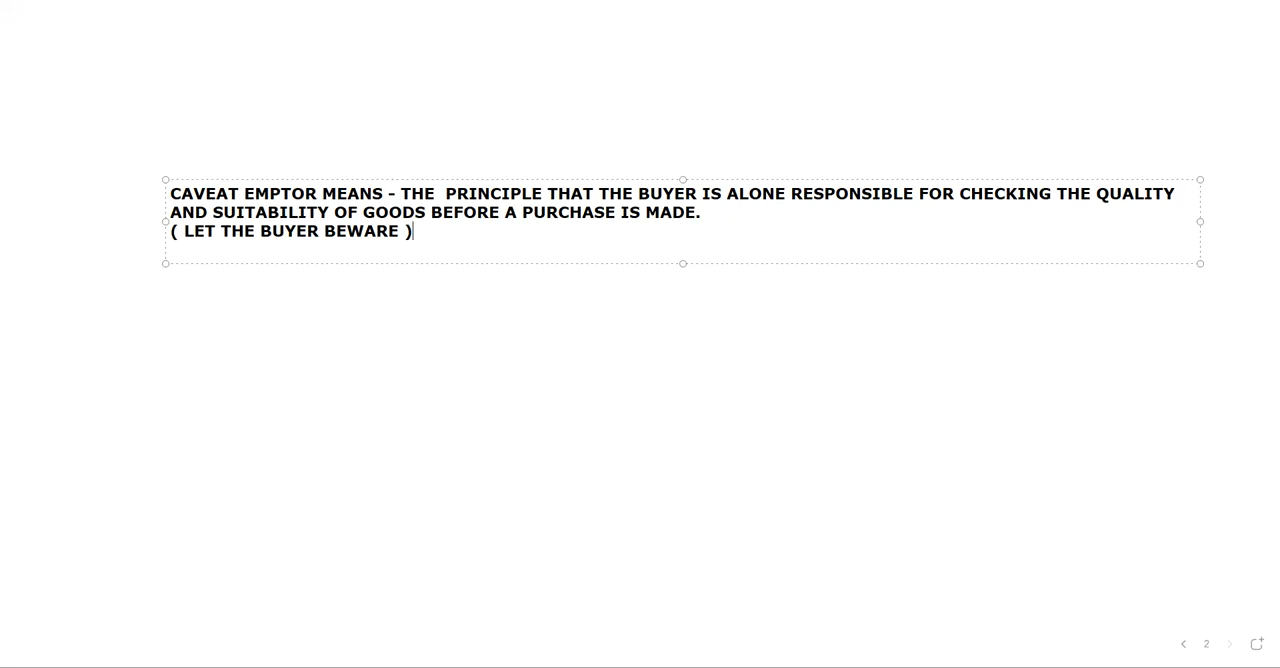 CAVEAT EMPTOR MEANS - THE  PRINCIPLE THAT THE BUYER IS ALONE RESPONSIBLE FOR CHECKING THE QUALITY
AND SUITABILITY OF GOODS BEFORE A PURCHASE IS MADE.
( LET THE BUYER BEWARE )
2